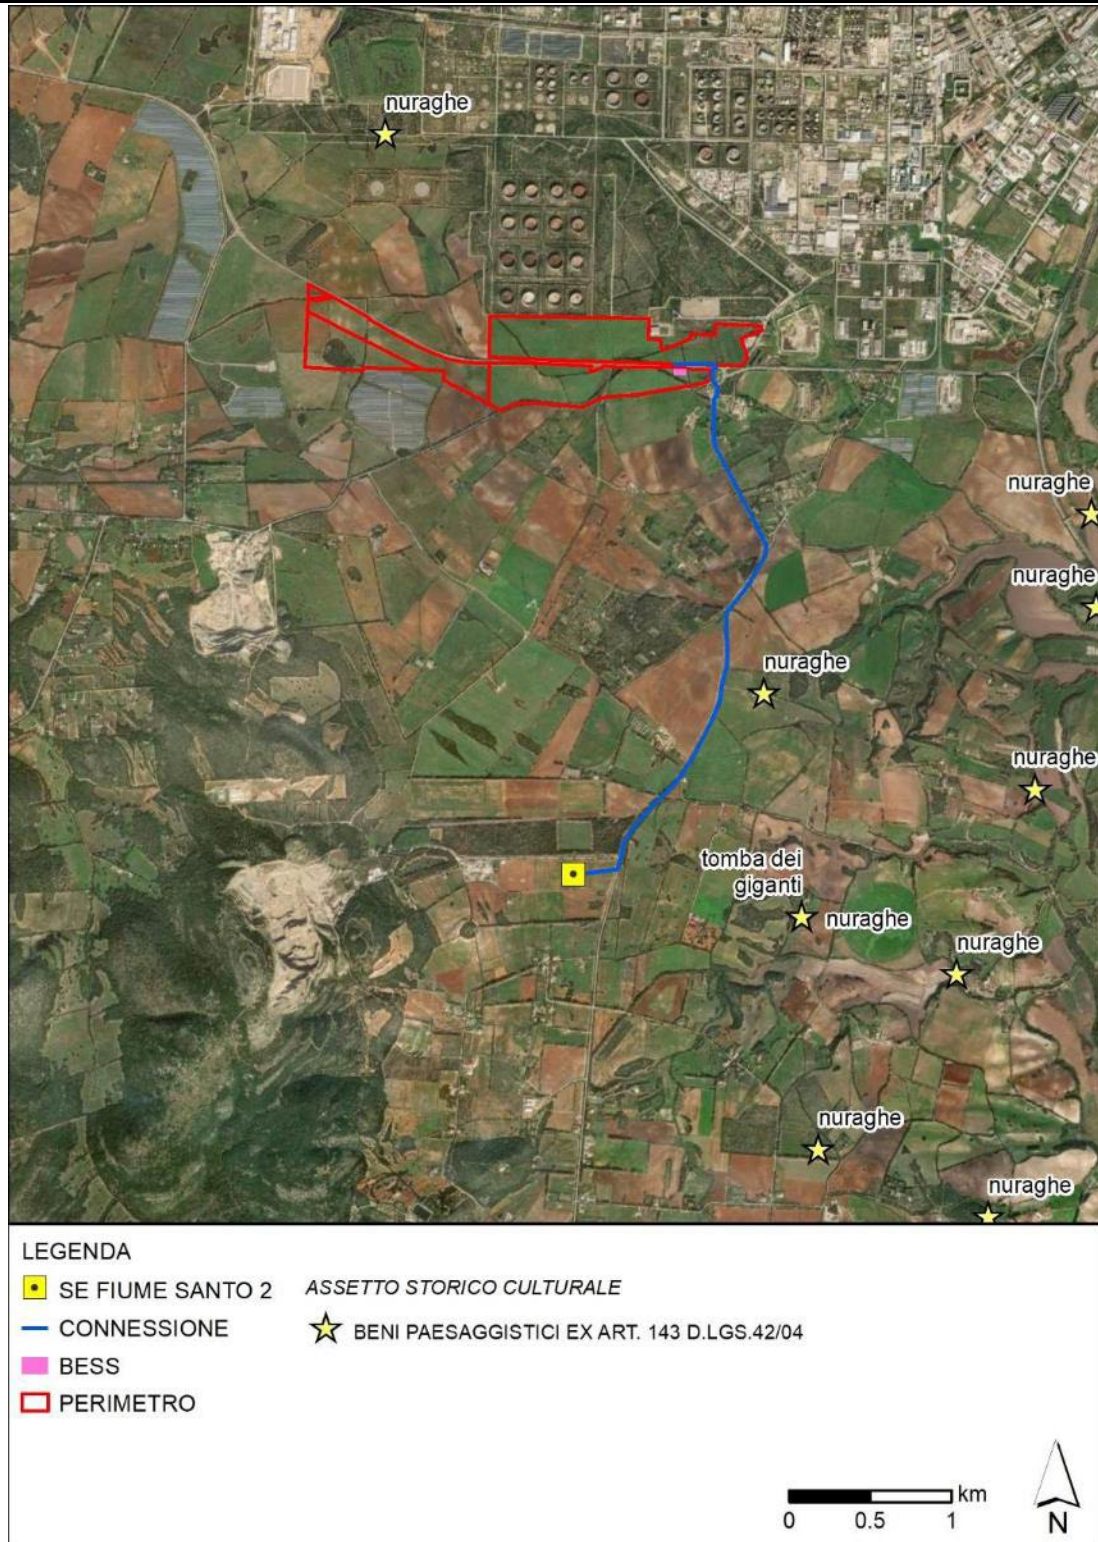 nuraghe
nuraghe
nuraghe
nuraghe
nuraghe
tomba dei
giganti
nuraghe
nuraghe
nuraghe
nuraghe
LEGENDA
SE FIUME SANTO 2
CONNESSIONE
BESS
PERIMETRO
ASSETTO STORICO CULTURALE
BENI PAESAGGISTICI EX ART. 143 D.LGS.42/04
km
0 0.5 1
N